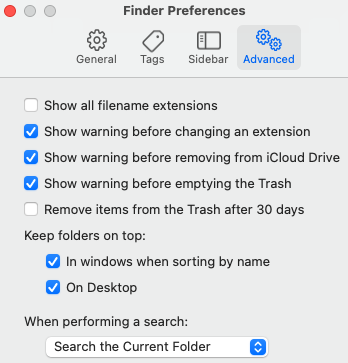 Finder Preferences
General Tags Sidebar Advanced
Show all filename extensions
Show warning before changing an extension
Show warning before removing from iCloud Drive
Show warning before emptying the Trash
Remove items from the Trash after 30 days
Keep folders on top:
In windows when sorting by name
On Desktop
When performing a search:
Search the Current Folder